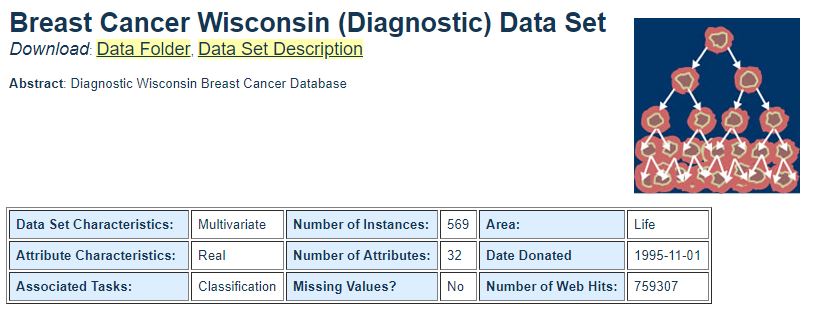 Breast Cancer Wisconsin (Diagnostic) Data Set
Download: Data Folder, Data Set Description
Abstract: Diagnostic Wisconsin Breast Cancer Database
Data Set Characteristics: Multivariate Number of Instances: 569 Area: Life
Attribute Characteristics: Real Number of Attributes: 32 Date Donated 1995-11-01
Associated Tasks: Classification Missing Values? No Number of Web Hits: 759307